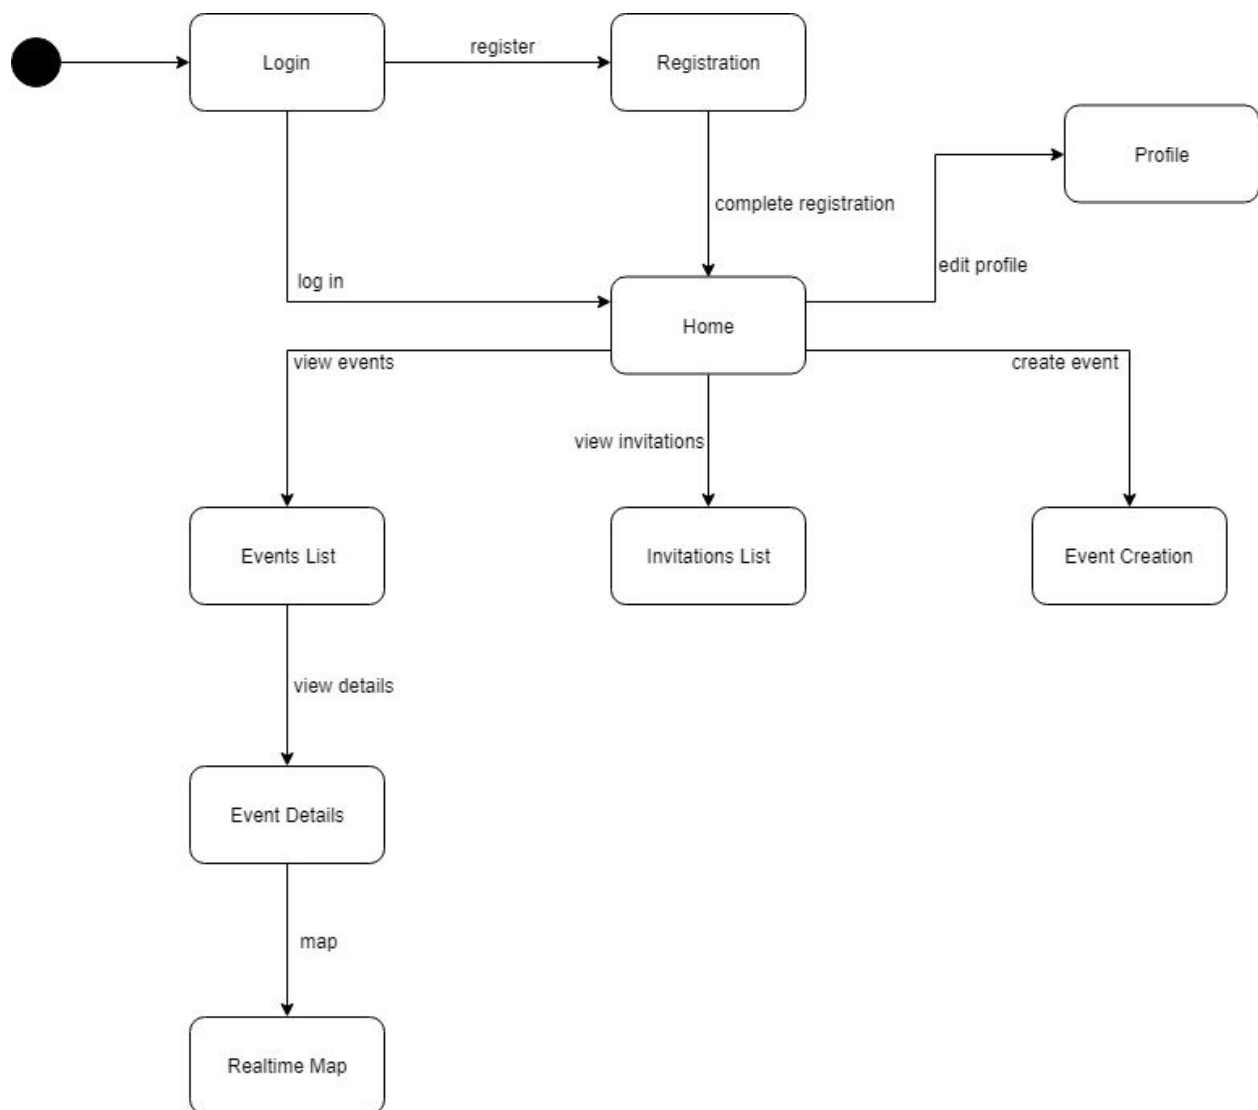 Login
register
Registration
Profile
complete registration
edit profile
log in
Home
view events
create event
view invitations
Events List
Invitations List
Event Creation
view details
Event Details
map
Realtime Map